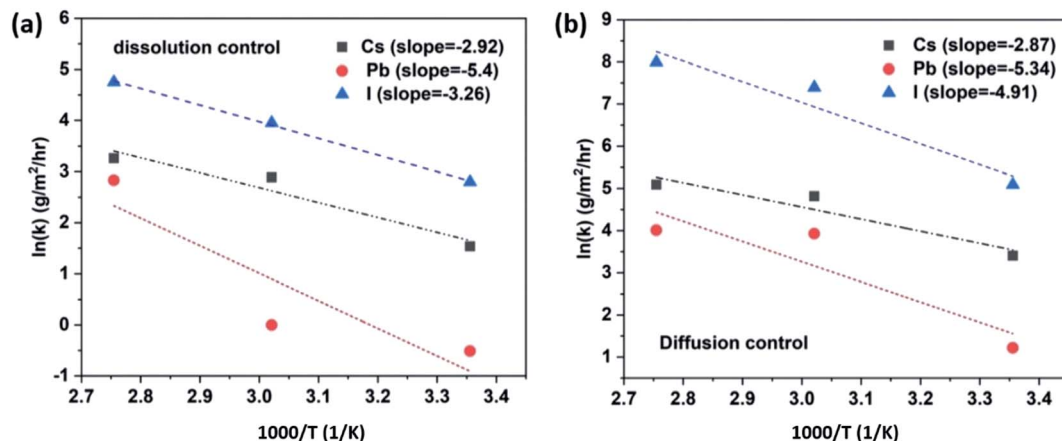 (a)
dissolution control
Cs (slope=-2.92)
Pb (slope=-5.4)
I (slope=-3.26)
ln(k) (g/m²/hr)
6
5
4
3
2
1
0
-1
2.7 2.8 2.9 3.0 3.1 3.2 3.3 3.4
1000/T (1/K)
(b)
Cs (slope=-2.87)
Pb (slope=-5.34)
I (slope=-4.91)
Diffusion control
ln(k) (g/m²/hr)
9
8
7
6
5
4
3
2
1
2.7 2.8 2.9 3.0 3.1 3.2 3.3 3.4
1000/T (1/K)